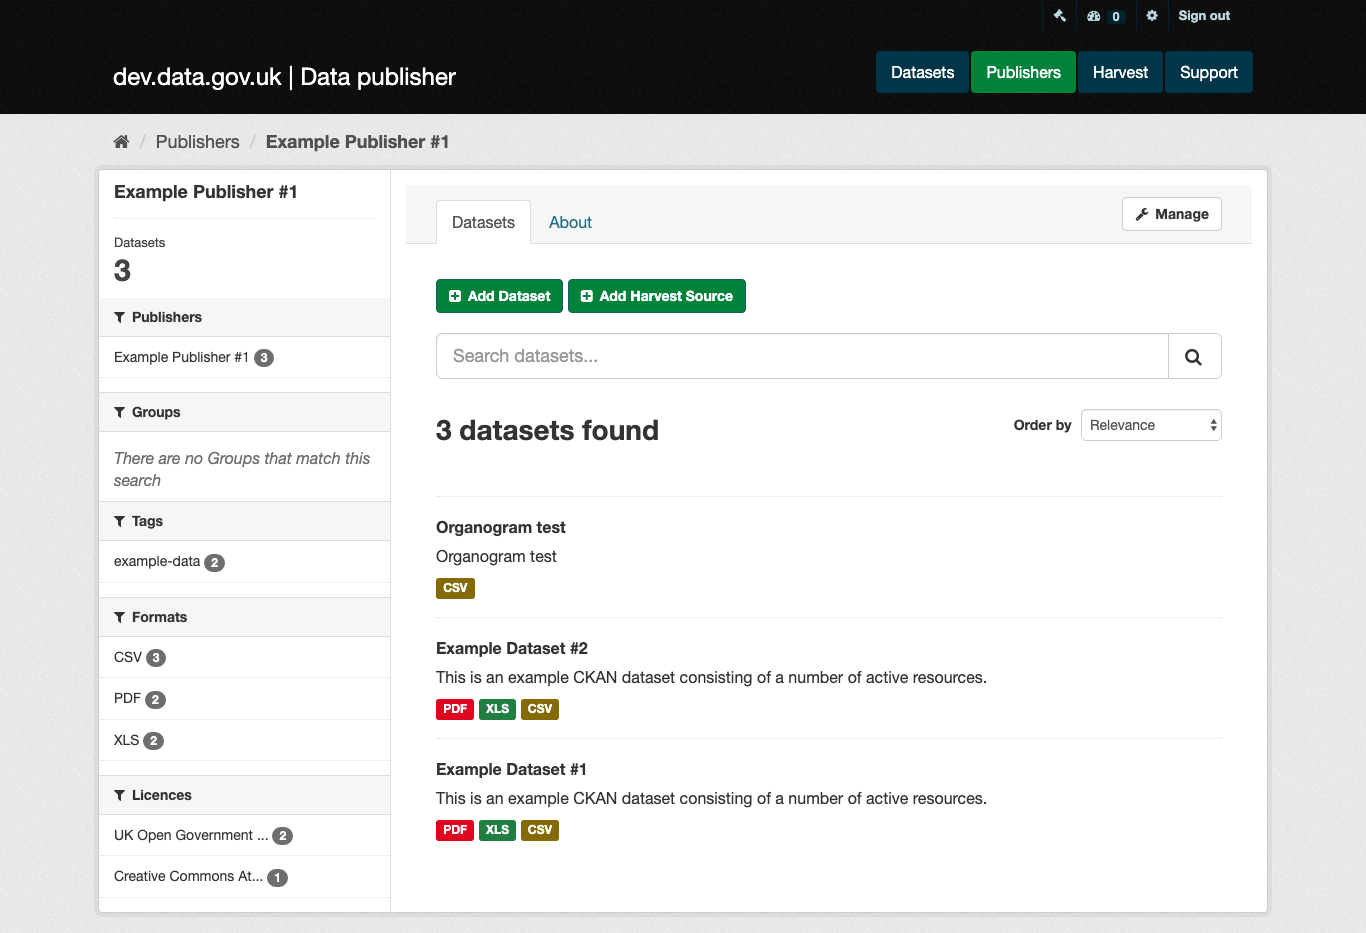 0
Sign out
dev.data.gov.uk | Data publisher
Datasets
Publishers
Harvest
Support
/ Publishers / Example Publisher #1
Example Publisher #1
Datasets
3
Publishers
Example Publisher #1 3
Groups
There are no Groups that match this
search
Tags
example-data 2
Formats
CSV 3
PDF 2
XLS 2
Licences
UK Open Government ... 2
Creative Commons At... 1
Datasets
About
Manage
Add Dataset
Add Harvest Source
Search datasets...
3 datasets found
Order by Relevance
Organogram test
Organogram test
CSV
Example Dataset #2
This is an example CKAN dataset consisting of a number of active resources.
PDF XLS CSV
Example Dataset #1
This is an example CKAN dataset consisting of a number of active resources.
PDF XLS CSV